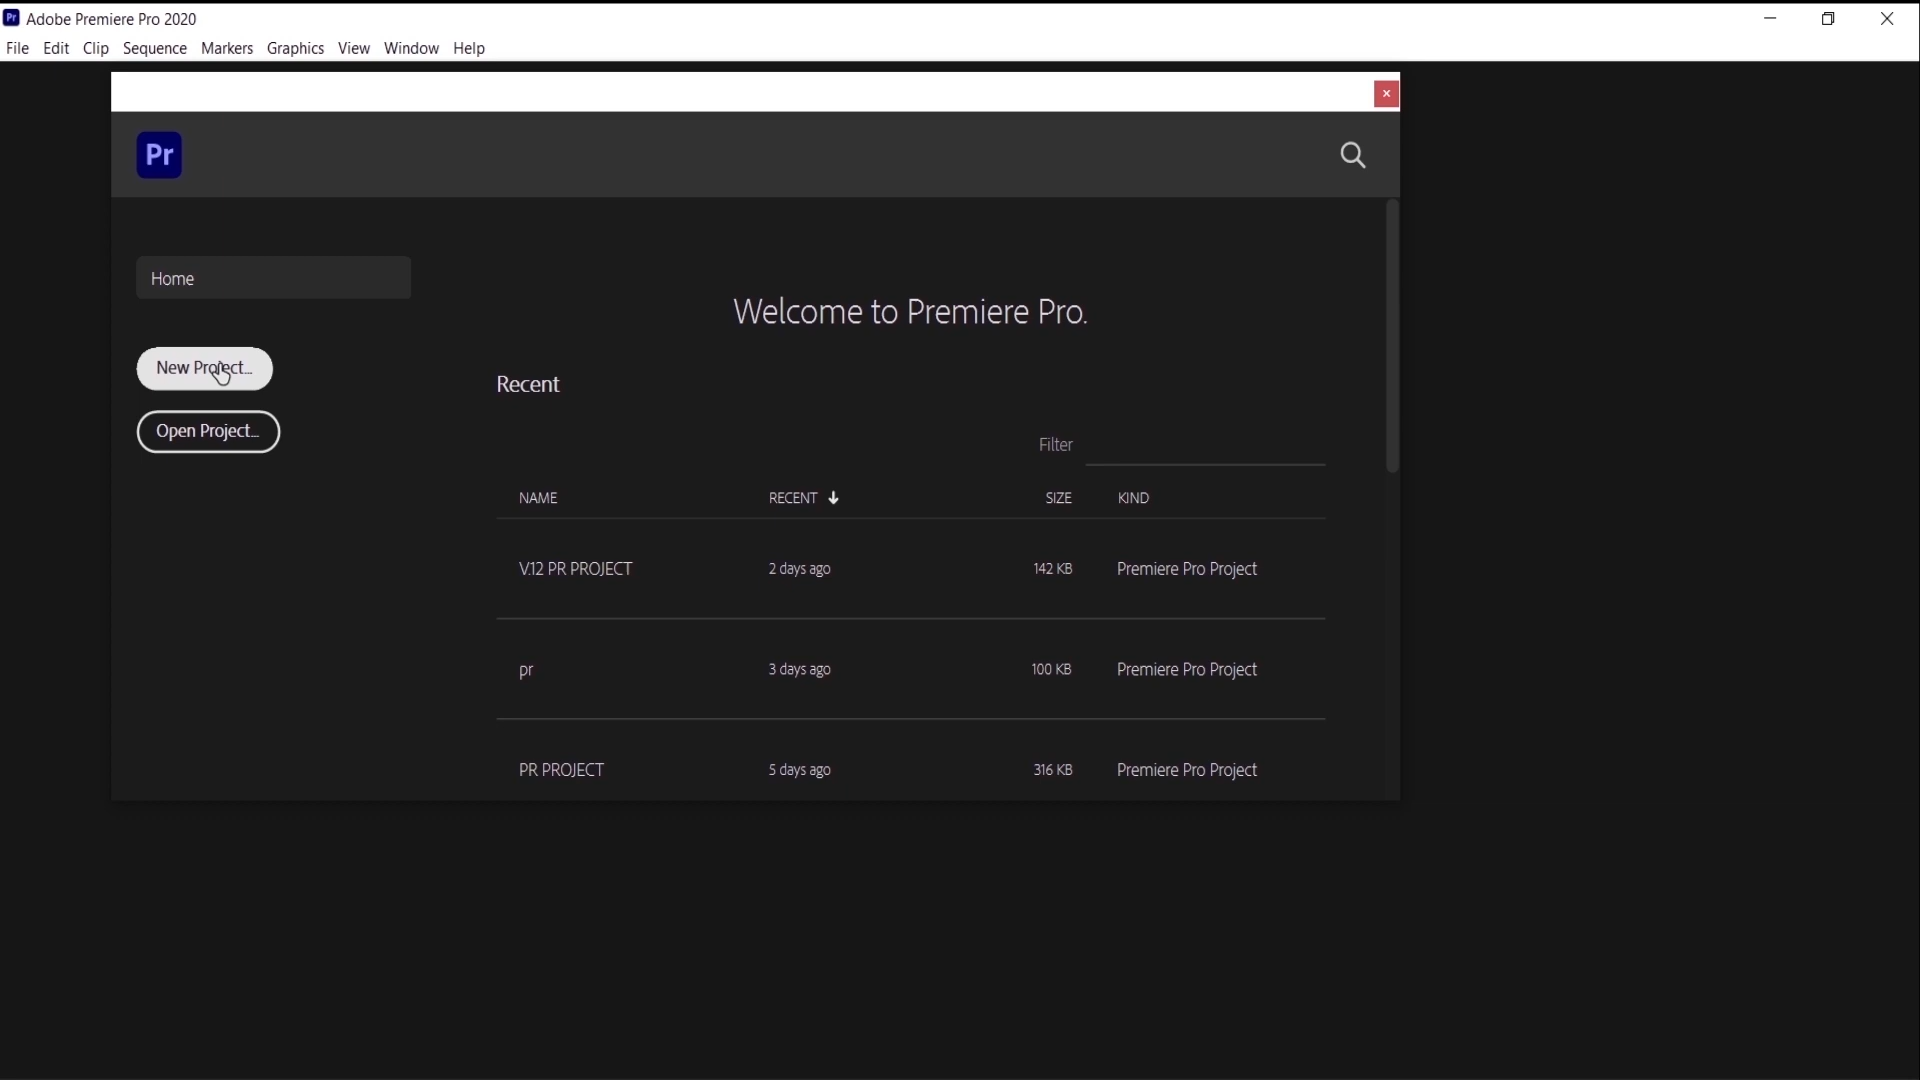 Pr Adobe Premiere Pro 2020
File Edit Clip Sequence Markers Graphics View Window Help
Pr
Home
Welcome to Premiere Pro.
New Project...
Recent
Open Project...
Filter
NAME RECENT SIZE KIND
V.12 PR PROJECT 2 days ago 142 KB Premiere Pro Project
pr 3 days ago 100 KB Premiere Pro Project
PR PROJECT 5 days ago 316 KB Premiere Pro Project